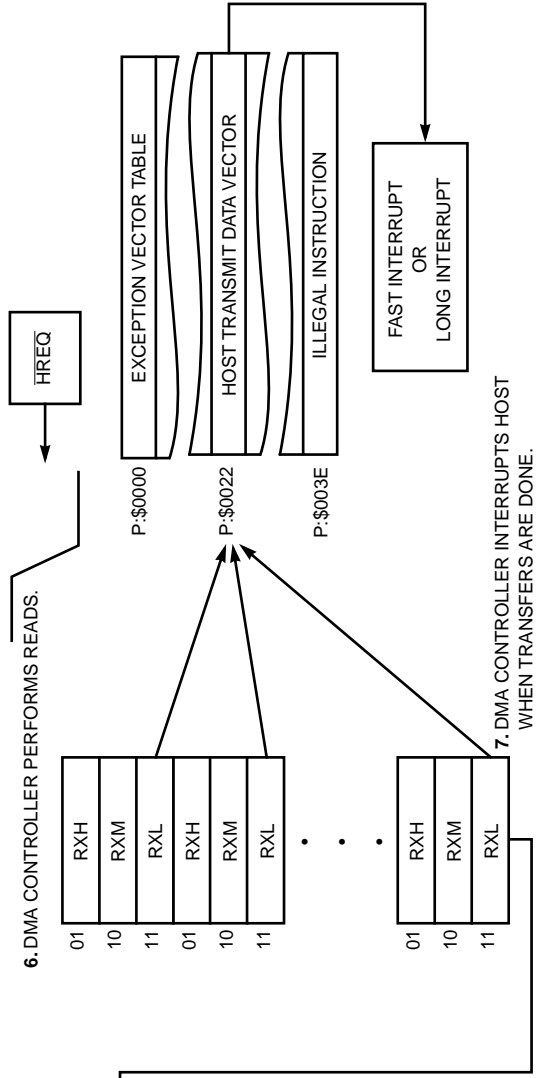 6. DMA CONTROLLER PERFORMS READS.
HREQ
01 RXH
10 RXM
11 RXL
01 RXH
10 RXM
11 RXL
01 RXH
10 RXM
11 RXL
P:$0000 EXCEPTION VECTOR TABLE
P:$0022 HOST TRANSMIT DATA VECTOR
P:$003E ILLEGAL INSTRUCTION
FAST INTERRUPT
OR
LONG INTERRUPT
7. DMA CONTROLLER INTERRUPTS HOST
WHEN TRANSFERS ARE DONE.